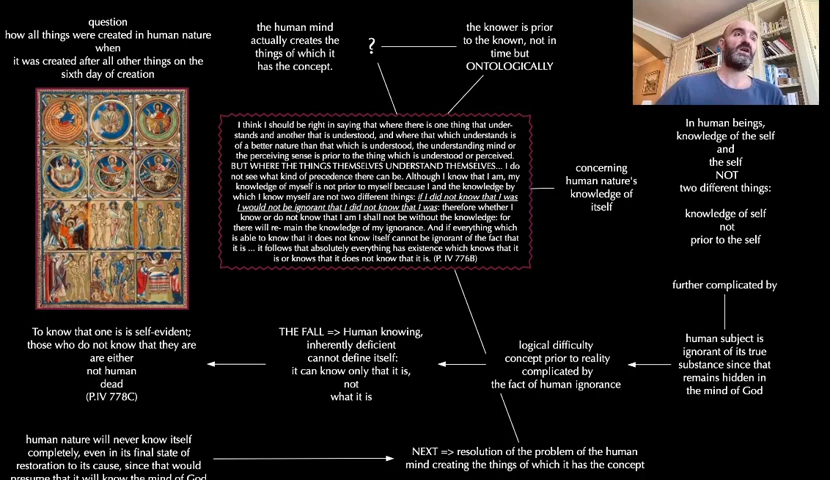 question
how all things were created in human nature
when
it was created after all other things on the
sixth day of creation
the human mind
actually creates the
things of which it
has the concept.
?
the knower is prior
to the known, not in
time but
ONTOLOGICALLY
I think I should be right in saying that where there is one thing that under-
stands and another that is understood, and where that which understands is
of a better nature than that which is understood, the understanding mind or
the perceiving sense is prior to the thing which is understood or perceived.
BUT WHERE THE THINGS THEMSELVES UNDERSTAND THEMSELVES... I do
not see what kind of precedence there can be. Although I know that I am, my
knowledge of myself is not prior to myself because I and the knowledge by
which I know myself are not two different things: if I did not know that I was
I would not be ignorant that I did not know that I was: therefore whether I
know or do not know that I am I shall not be without the knowledge: for
there will re- main the knowledge of my ignorance. And if everything which
is able to know that it does not know itself cannot be ignorant of the fact that
it is ... it follows that absolutely everything has existence which knows that it
is or knows that it does not know that it is. (P. IV 776B)
concerning
human nature's
knowledge of
itself
In human beings,
knowledge of the self
and
the self
NOT
two different things:
knowledge of self
not
prior to the self
further complicated by
human subject is
ignorant of its true
substance since that
remains hidden in
the mind of God
logical difficulty
concept prior to reality
complicated by
the fact of human ignorance
THE FALL => Human knowing,
inherently deficient
cannot define itself:
it can know only that it is,
not
what it is
To know that one is is self-evident;
those who do not know that they are
are either
not human
dead
(P.IV 778C)
human nature will never know itself
completely, even in its final state of
restoration to its cause, since that would
presume that it will know the mind of God
NEXT => resolution of the problem of the human
mind creating the things of which it has the concept